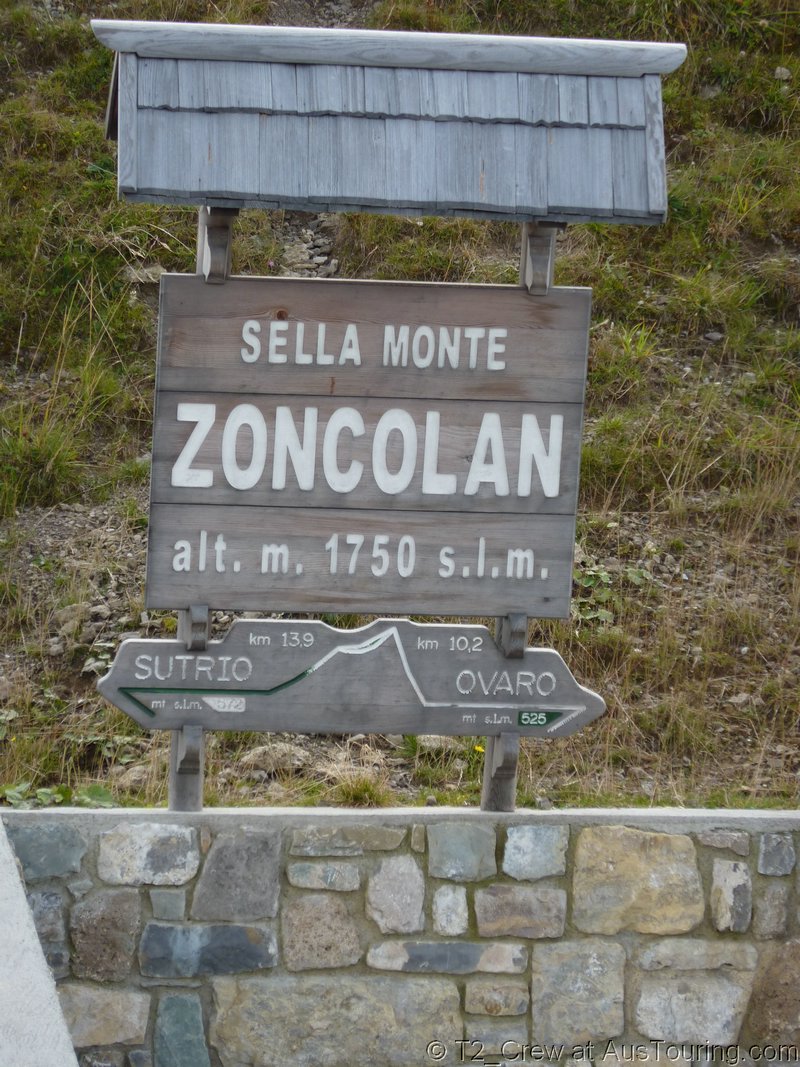 SELLA MONTE
ZONCOLAN
alt. m. 1750 s.l.m.
km 13,9 km 10,2
SUTRIO OVARO
mt s.l.m. 572 mt s.l.m. 525
© T2_Crew at AusTouring.com